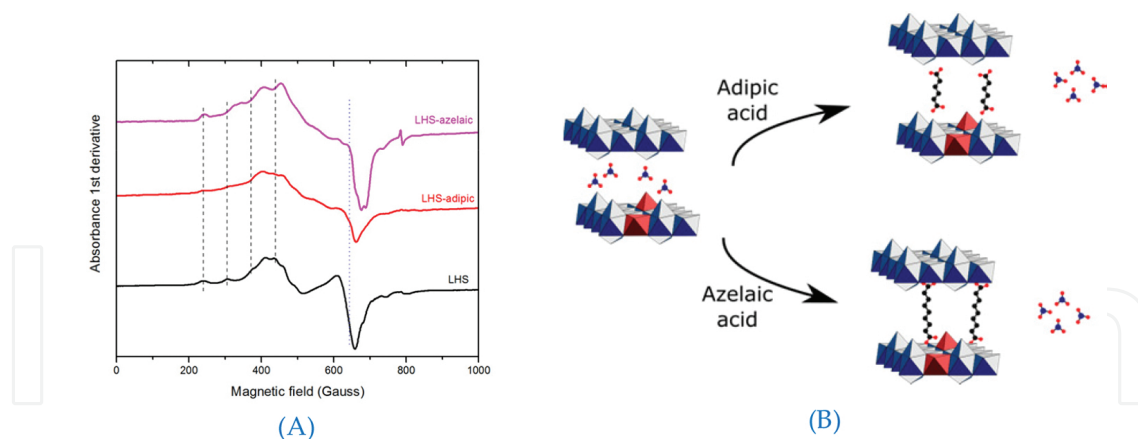 Absorbance 1st derivative
LHS-azelaic
LHS-adipic
LHS
0
200
400
600
800
1000
Magnetic field (Gauss)
(A)
(B)
Adipic
acid
Azelaic
acid